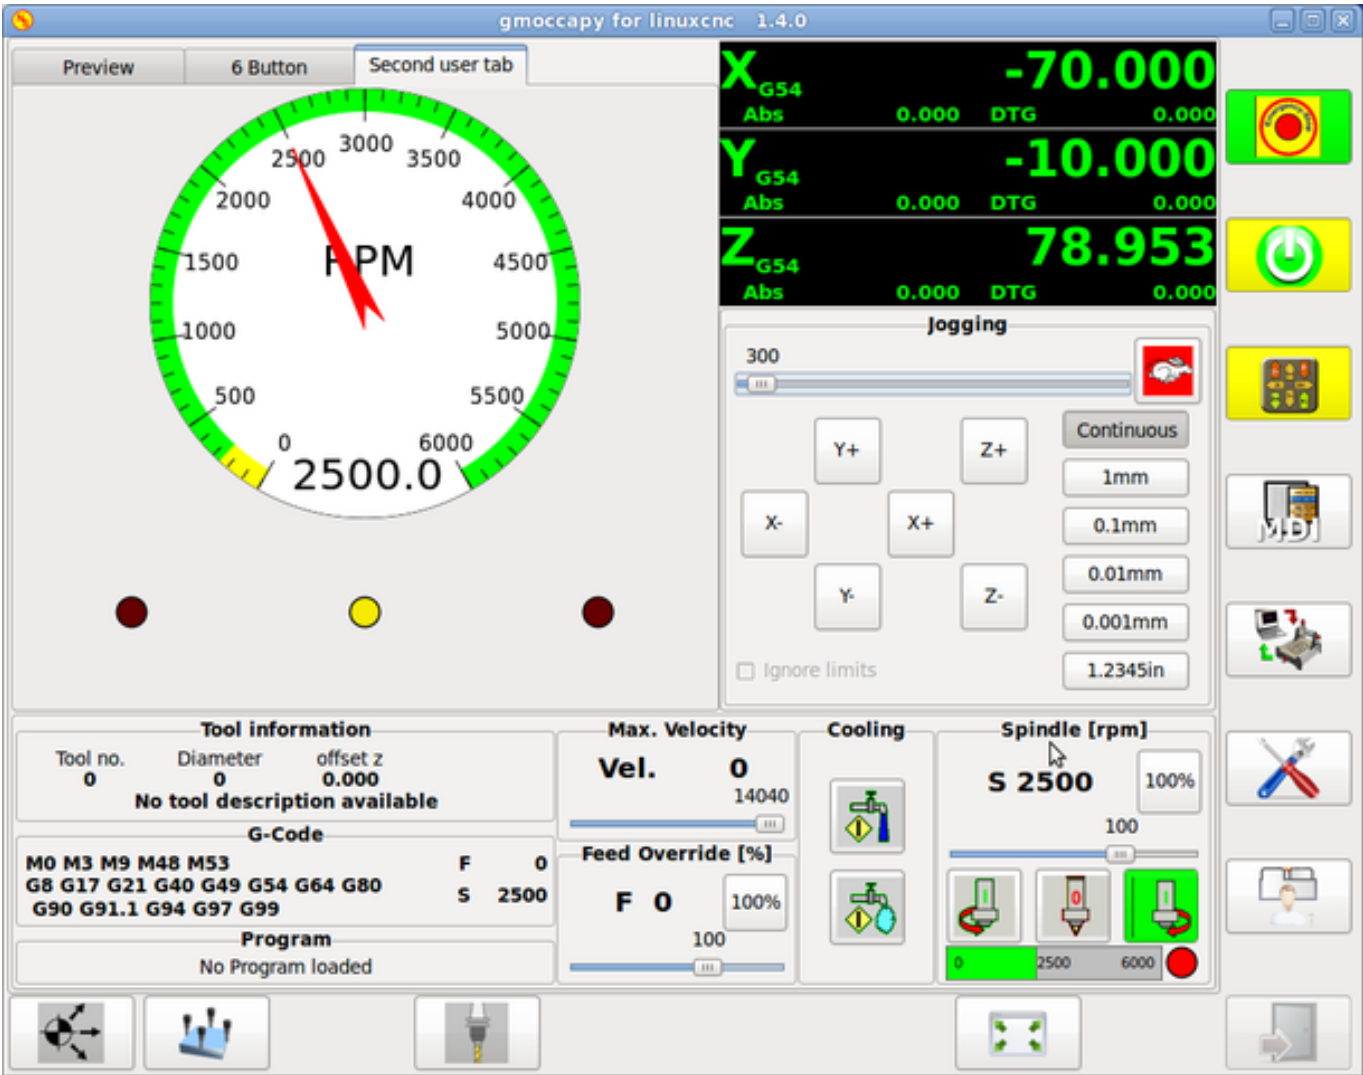 gmoccapy for linuxcnc 1.4.0
Preview 6 Button Second user tab
0
500
1000
1500
2000
2500
3000
3500
4000
4500
5000
5500
6000
RPM
2500.0
X G54 -70.000
Abs 0.000 DTG 0.000
Y G54 -10.000
Abs 0.000 DTG 0.000
Z G54 78.953
Abs 0.000 DTG 0.000
Jogging
300
Y+ Z+
X- X+
Y- Z-
Continuous
1mm
0.1mm
0.01mm
0.001mm
1.2345in
Ignore limits
MDI
Tool information
Tool no. Diameter offset z
0 0 0.000
No tool description available
G-Code
M0 M3 M9 M48 M53 F 0
G8 G17 G21 G40 G49 G54 G64 G80
S 2500
G90 G91.1 G94 G97 G99
Program
No Program loaded
Max. Velocity
Vel. 0
14040
Feed Override [%]
F 0 100%
100
Cooling
Spindle [rpm]
S 2500 100%
100
1 0 1
0 2500 6000